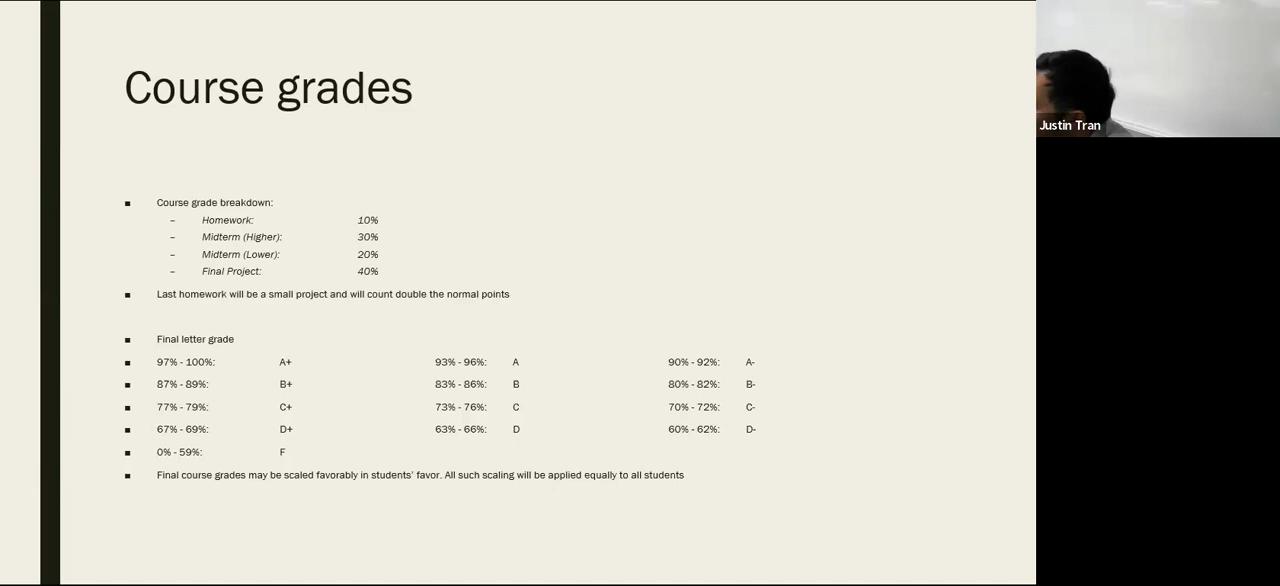 Course grades
Justin Tran
■ Course grade breakdown:
– Homework: 10%
– Midterm (Higher): 30%
– Midterm (Lower): 20%
– Final Project: 40%
■ Last homework will be a small project and will count double the normal points
■ Final letter grade
■ 97% - 100%: A+ 93% - 96%: A 90% - 92%: A-
■ 87% - 89%: B+ 83% - 86%: B 80% - 82%: B-
■ 77% - 79%: C+ 73% - 76%: C 70% - 72%: C-
■ 67% - 69%: D+ 63% - 66%: D 60% - 62%: D-
■ 0% - 59%: F
■ Final course grades may be scaled favorably in students' favor. All such scaling will be applied equally to all students